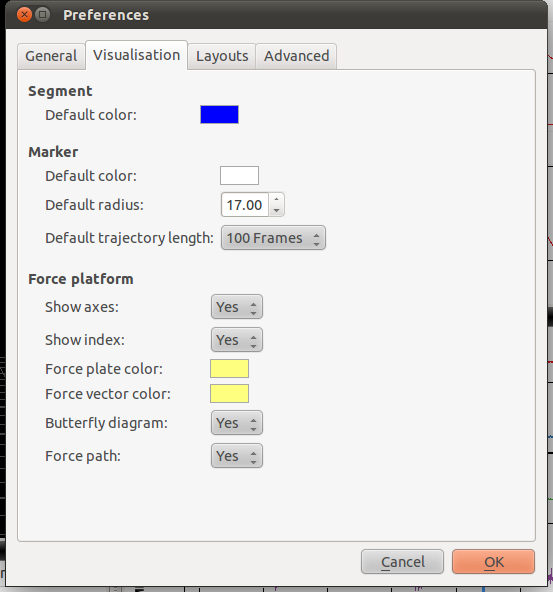 Preferences
General Visualisation Layouts Advanced
Segment
Default color:
Marker
Default color:
Default radius: 17.00
Default trajectory length: 100 Frames
Force platform
Show axes: Yes
Show index: Yes
Force plate color:
Force vector color:
Butterfly diagram: Yes
Force path: Yes
Cancel OK